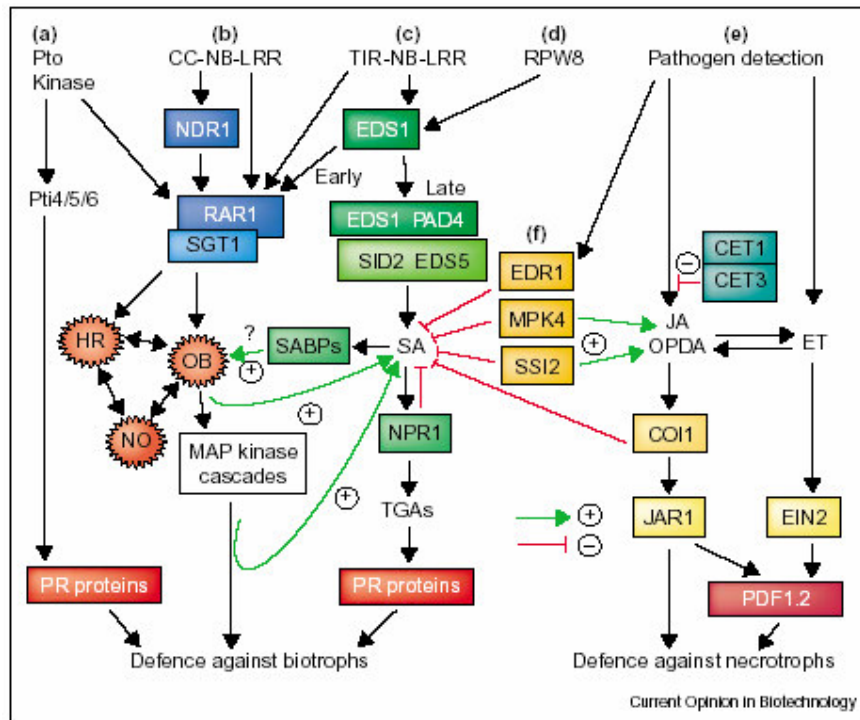 (a)
(b)
(c)
(d)
(e)
Pto
Kinase
CC-NB-LRR
TIR-NB-LRR
RPW8
Pathogen detection
NDR1
EDS1
Early
Late
Pti4/5/6
RAR1
SGT1
EDS1 PAD4
SID2 EDS5
(f)
EDR1
MPK4
SSI2
CET1
CET3
−
HR
OB
NO
?
+
SABPs
SA
+
JA
OPDA
ET
MAP kinase
cascades
+
+
NPR1
TGAs
COI1
+
−
JAR1
EIN2
PR proteins
PR proteins
PDF1.2
Defence against biotrophs
Defence against necrotrophs
Current Opinion in Biotechnology